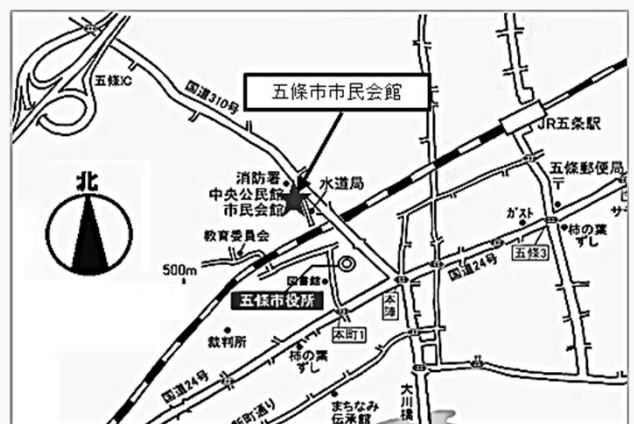 五條IC
国道310号
五條市市民会館
JR五条駅
北
消防署
中央公民館
市民会館
水道局
五條郵便局
〒
サ
教育委員会
ガスト
柿の葉
ずし
五條3
500m
国道24号
図書館
五條市役所
本陣
本町1
裁判所
柿の葉
ずし
国道24号
新町通り
まちなみ
伝承館
大川橋